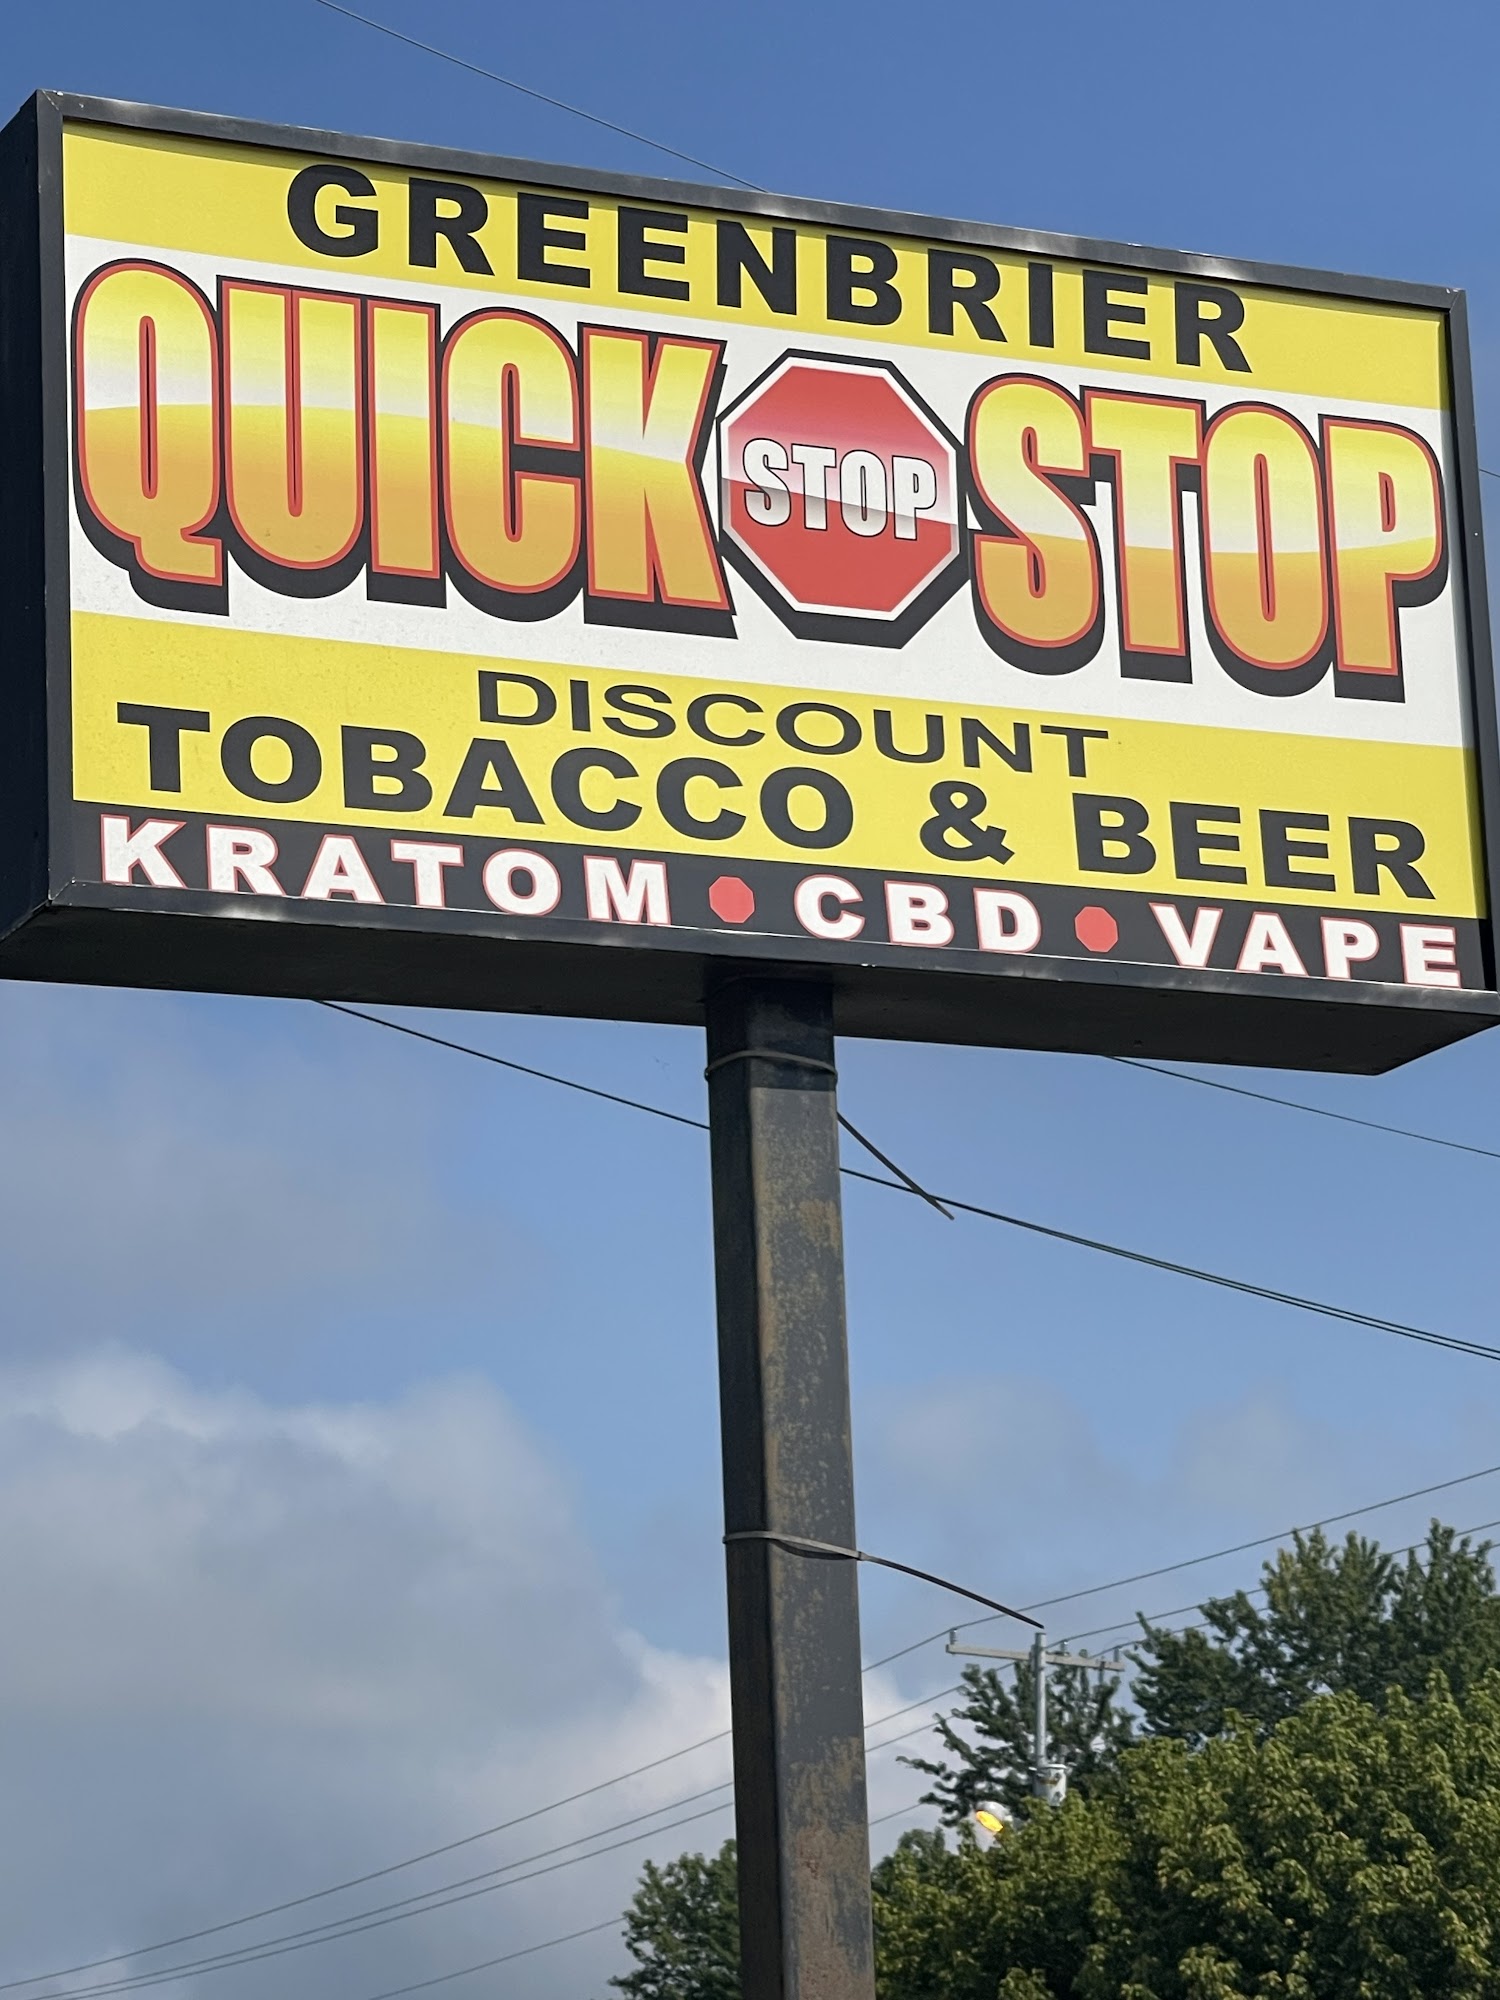 GREENBRIER
QUICK STOP STOP
DISCOUNT
TOBACCO & BEER
KRATOM • CBD • VAPE